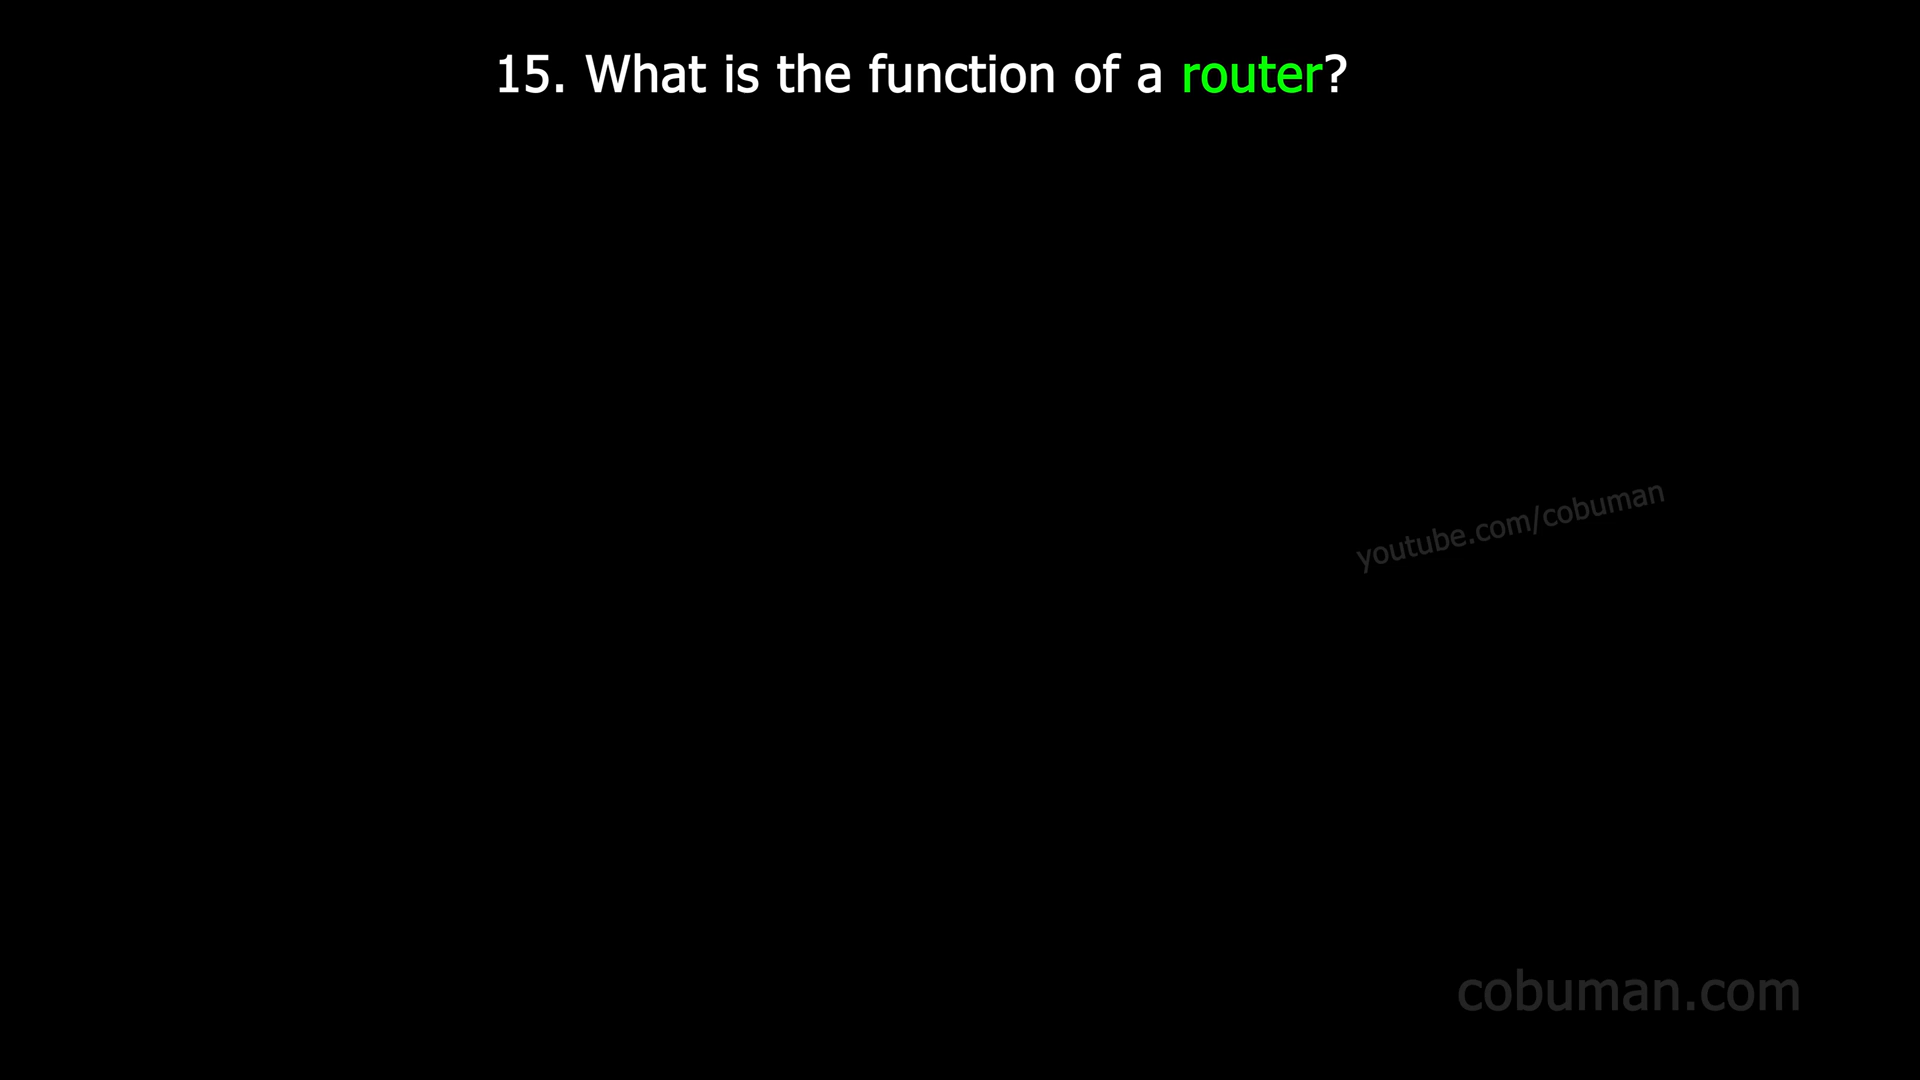 15. What is the function of a router?
youtube.com/cobuman
cobuman.com